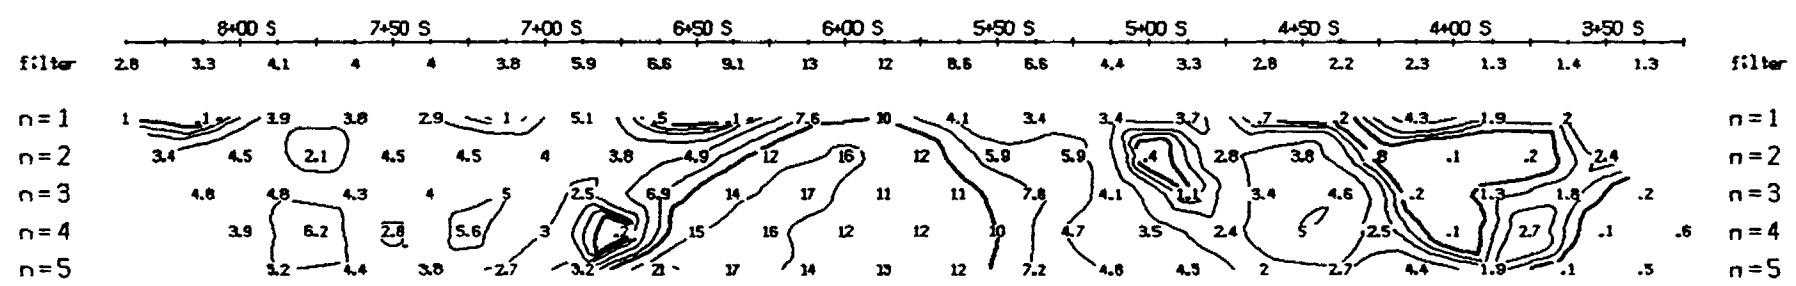 8+00 S 7+50 S 7+00 S 6+50 S 6+00 S 5+50 S 5+00 S 4+50 S 4+00 S 3+50 S
filter 2.8 3.3 4.1 4 4 3.8 5.9 6.6 9.1 13 12 8.6 6.6 4.4 3.3 2.8 2.2 2.3 1.3 1.4 1.3 filter
n=1 1 .1 3.9 3.8 2.9 1 5.1 .5 .1 7.6 10 4.1 3.4 3.4 3.7 .7 .2 4.3 1.9 2 n=1
n=2 3.4 4.5 2.1 4.5 4.5 4 3.8 4.9 12 16 12 5.9 5.9 .4 2.8 3.8 .8 .1 .2 2.4 n=2
n=3 4.8 4.8 4.3 4 5 2.5 6.9 14 17 11 11 7.8 4.1 1.1 3.4 4.6 .2 1.3 1.8 .2 n=3
n=4 3.9 6.2 2.8 5.6 3 .2 15 16 12 12 10 4.7 3.5 2.4 5 2.5 .1 2.7 .1 .6 n=4
n=5 3.2 4.4 3.8 2.7 3.2 21 17 14 13 12 7.2 4.6 4.5 2 2.7 4.4 1.9 .1 .5 n=5